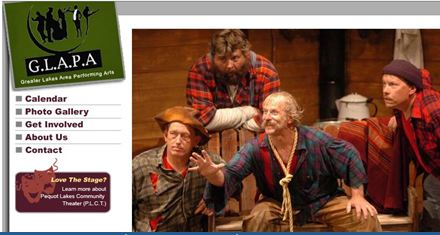 G.L.A.P.A
Greater Lakes Area Performing Arts
Calendar
Photo Gallery
Get Involved
About Us
Contact
Love The Stage?
Learn more about
Pequot Lakes Community
Theater (P.L.C.T.)